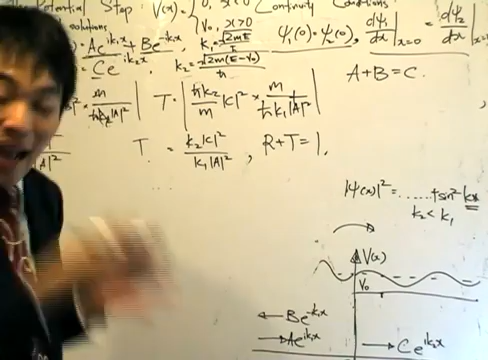 Potential Step: V(x)= { 0, x<0 Continuity Conditions
V₀, x>0
solutions
= Ae^{ik₁x} + Be^{-ik₁x}, k₁ = √2mE / ħ ψ₁(0) = ψ₂(0), dψ₁/dx|ₓ₌₀ = dψ₂/dx|ₓ₌
= Ce^{ik₂x}, k₂ = √2m(E-V₀) / ħ
A+B=C.
T = |ħk₂/m |C|² × m/ħk₁ 1/|A|²|
T = k₂|C|² / k₁|A|², R+T=1.
|ψ(x)|² = ...... + sin² kx
k₂ < k₁
V(x)
V₀
← Be^{-ik₁x}
→ Ae^{ik₁x}
→ Ce^{ik₂x}